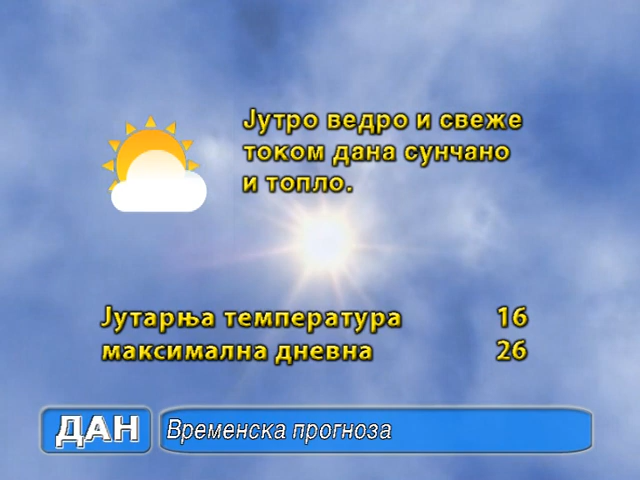 Јутро ведро и свеже
током дана сунчано
и топло.
Јутарња температура 16
максимална дневна 26
ДАН Временска прогноза